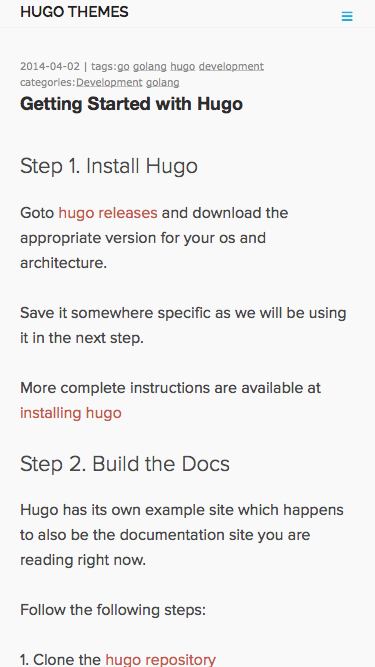 HUGO THEMES
2014-04-02 | tags:go golang hugo development
categories:Development golang
Getting Started with Hugo
Step 1. Install Hugo
Goto hugo releases and download the
appropriate version for your os and
architecture.
Save it somewhere specific as we will be using
it in the next step.
More complete instructions are available at
installing hugo
Step 2. Build the Docs
Hugo has its own example site which happens
to also be the documentation site you are
reading right now.
Follow the following steps:
1. Clone the hugo repository